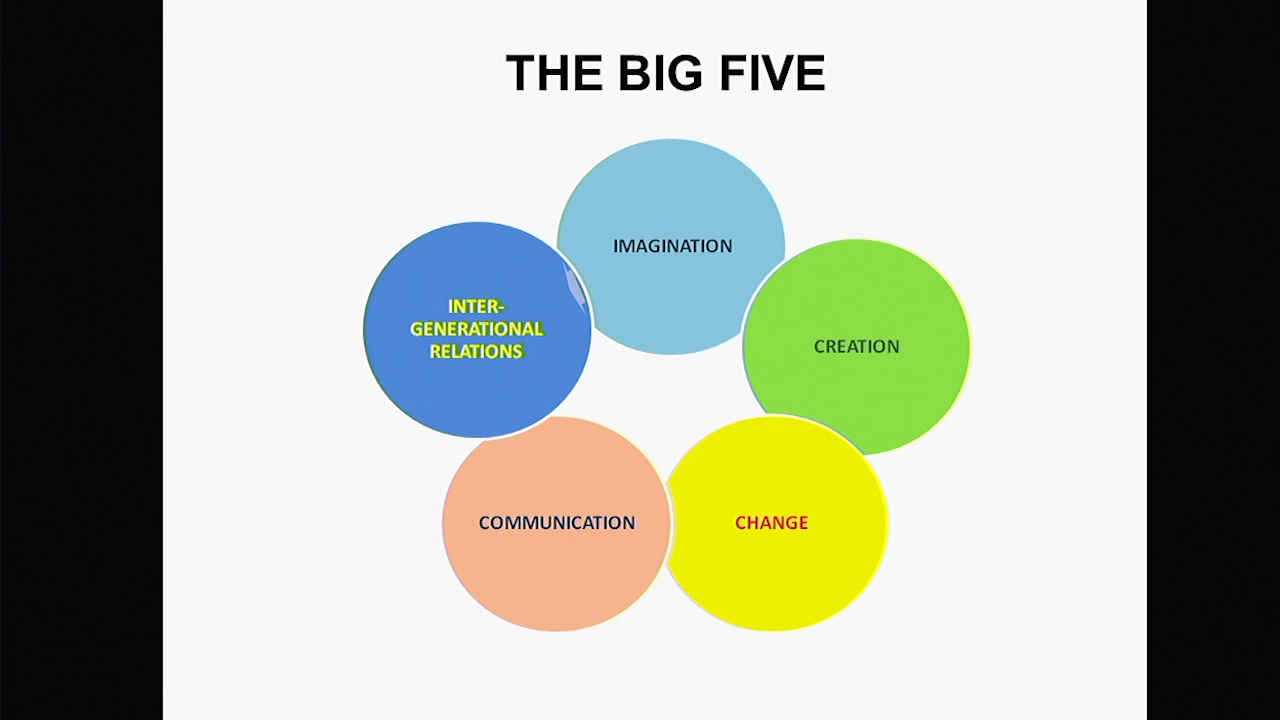 THE BIG FIVE
IMAGINATION
CREATION
CHANGE
COMMUNICATION
INTER-
GENERATIONAL
RELATIONS